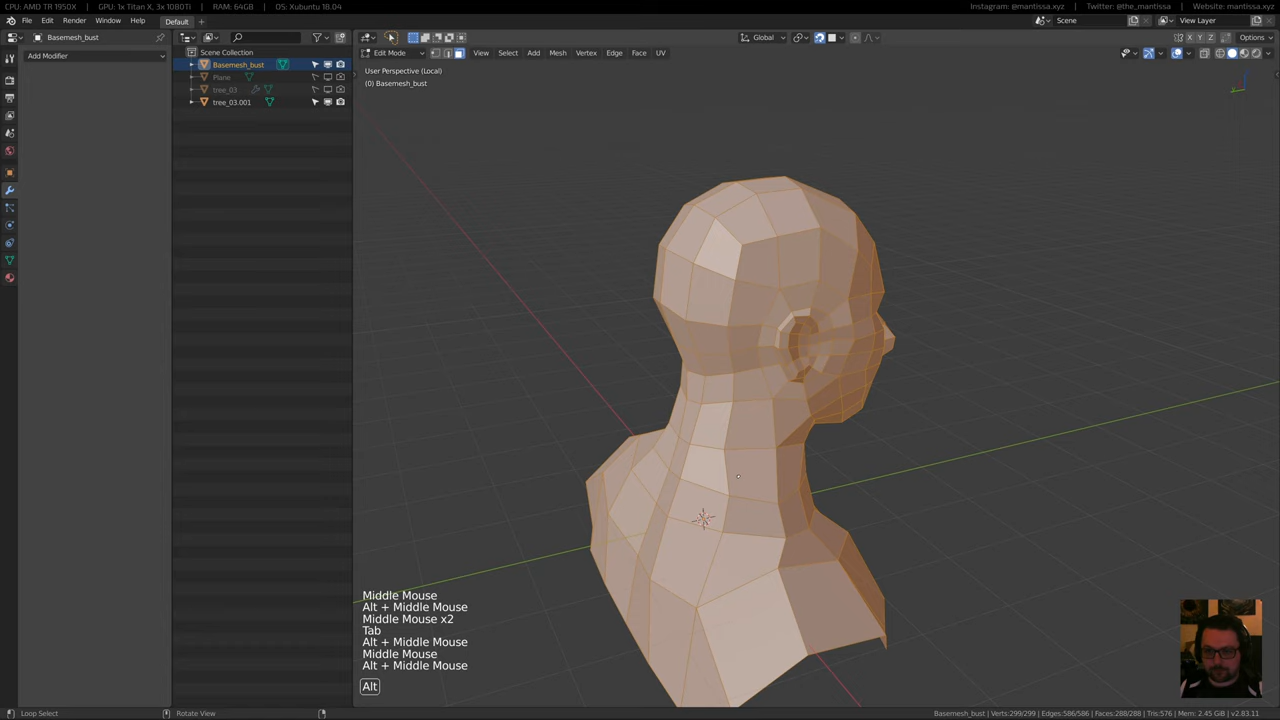 CPU: AMD TR 1950X GPU: 1x Titan X, 3x 1080Ti RAM: 64GB DS: Xubuntu 18.04
Instagram: @mantissa.xyz Twitter: @the_mantissa Website: mantissa.xyz
File Edit Render Window Help Default
Scene View Layer
Basemesh_bust
Global
Options
Add Modifier
Scene Collection
Edit Mode View Select Add Mesh Vertex Edge Face UV
X Y Z
Basemesh_bust
Plane
tree_03
tree_03.001
User Perspective (Local)
(0) Basemesh_bust
Middle Mouse
Alt + Middle Mouse
Middle Mouse x2
Tab
Alt + Middle Mouse
Middle Mouse
Alt + Middle Mouse
Alt
Loop Select Rotate View
Basemesh_bust | Verts:299/299 | Edges:586/586 | Faces:288/288 | Tris:576 | Mem: 2.45 GiB | v2.83.11